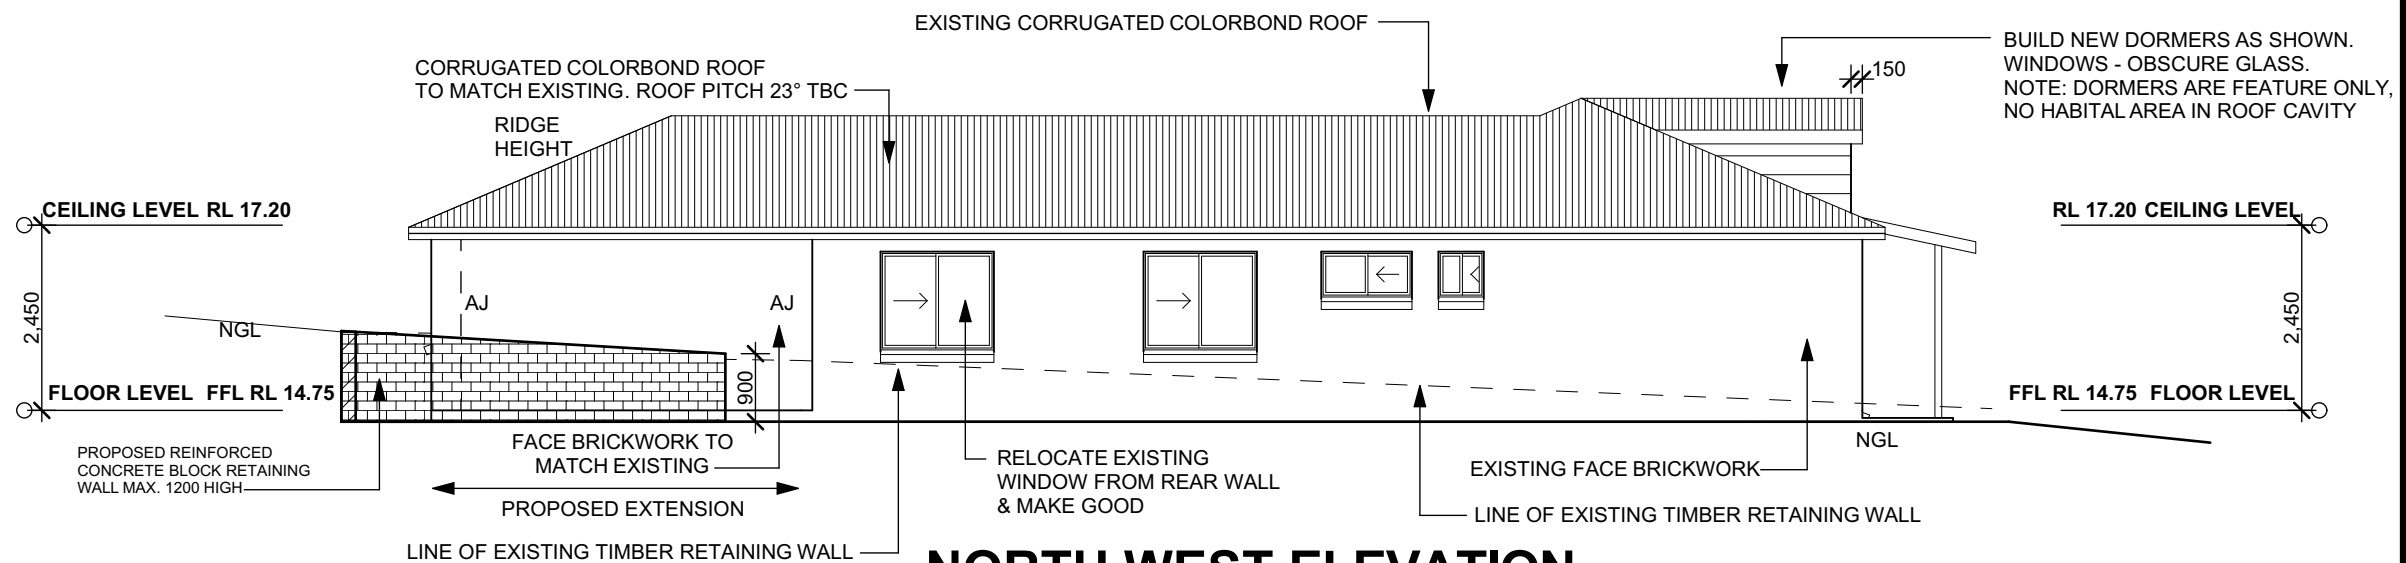 EXISTING CORRUGATED COLORBOND ROOF
BUILD NEW DORMERS AS SHOWN.
WINDOWS - OBSCURE GLASS.
NOTE: DORMERS ARE FEATURE ONLY,
NO HABITAL AREA IN ROOF CAVITY
150
CORRUGATED COLORBOND ROOF
TO MATCH EXISTING. ROOF PITCH 23° TBC
RIDGE
HEIGHT
CEILING LEVEL RL 17.20
RL 17.20 CEILING LEVEL
2,450
NGL
AJ
AJ
2,450
900
FLOOR LEVEL FFL RL 14.75
FFL RL 14.75 FLOOR LEVEL
NGL
PROPOSED REINFORCED
CONCRETE BLOCK RETAINING
WALL MAX. 1200 HIGH
FACE BRICKWORK TO
MATCH EXISTING
PROPOSED EXTENSION
RELOCATE EXISTING
WINDOW FROM REAR WALL
& MAKE GOOD
EXISTING FACE BRICKWORK
LINE OF EXISTING TIMBER RETAINING WALL
LINE OF EXISTING TIMBER RETAINING WALL
NORTH WEST ELEVATION